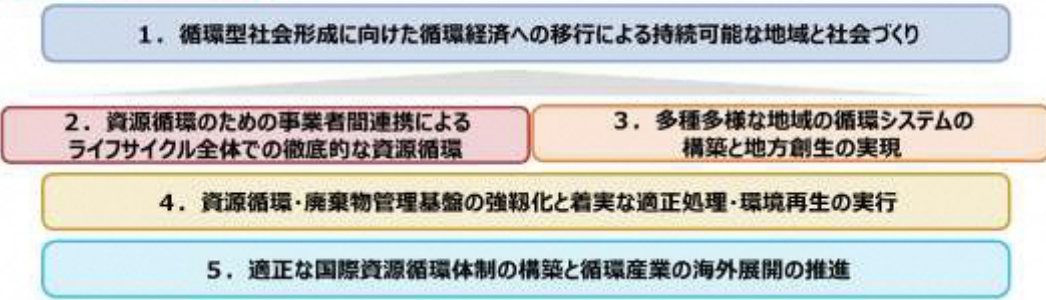 1．循環型社会形成に向けた循環経済への移行による持続可能な地域と社会づくり
2．資源循環のための事業者間連携による
ライフサイクル全体での徹底的な資源循環
3．多種多様な地域の循環システムの
構築と地方創生の実現
4．資源循環・廃棄物管理基盤の強靱化と着実な適正処理・環境再生の実行
5．適正な国際資源循環体制の構築と循環産業の海外展開の推進